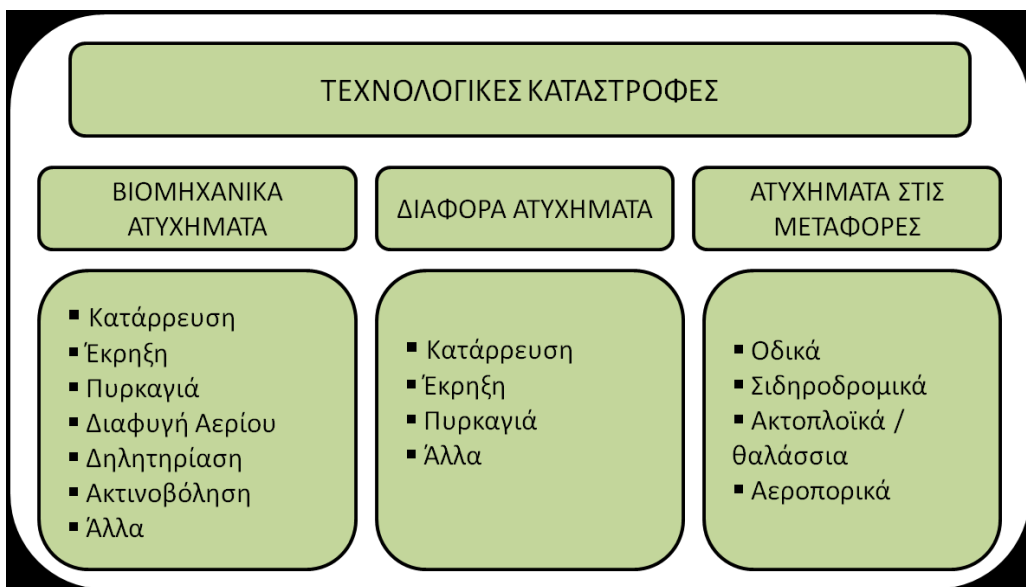 ΤΕΧΝΟΛΟΓΙΚΕΣ ΚΑΤΑΣΤΡΟΦΕΣ
ΒΙΟΜΗΧΑΝΙΚΑ
ΑΤΥΧΗΜΑΤΑ
▪ Κατάρρευση
▪ Έκρηξη
▪ Πυρκαγιά
▪ Διαφυγή Αερίου
▪ Δηλητηρίαση
▪ Ακτινοβόληση
▪ Άλλα
ΔΙΑΦΟΡΑ ΑΤΥΧΗΜΑΤΑ
▪ Κατάρρευση
▪ Έκρηξη
▪ Πυρκαγιά
▪ Άλλα
ΑΤΥΧΗΜΑΤΑ ΣΤΙΣ
ΜΕΤΑΦΟΡΕΣ
▪ Οδικά
▪ Σιδηροδρομικά
▪ Ακτοπλοϊκά /
θαλάσσια
▪ Αεροπορικά